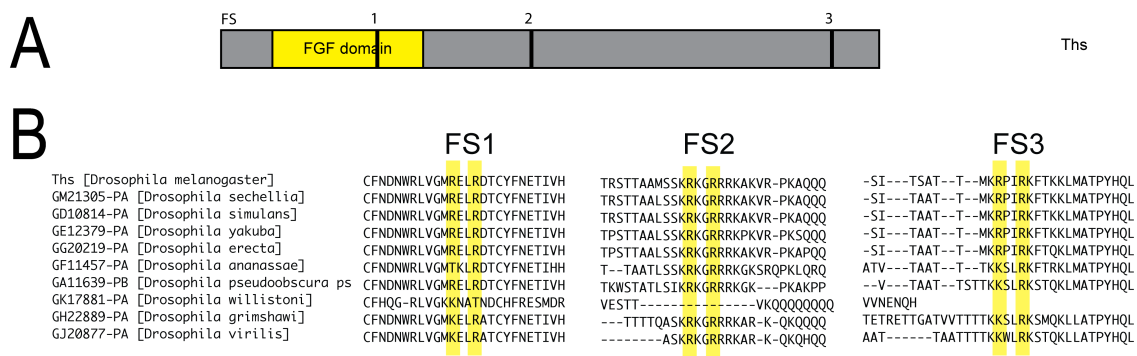 A
FS 1 2 3
FGF domain
Ths
B
FS1 FS2 FS3
Ths [Drosophila melanogaster] CFNDNWRLVGMRELRDTCYFNETIVH TRSTTAAMSSKRKGRRRKAKVR-PKAQQQ -SI---TSAT--T--MKRPIRKFTKKLMATPYHQL
GM21305-PA [Drosophila sechellia] CFNDNWRLVGMRELRDTCYFNETIVH TRSTTAALSSKRKGRRRKAKVR-PKAQQQ -SI---TAAT--T--MKRPIRKFTKKLMATPYHQL
GD10814-PA [Drosophila simulans] CFNDNWRLVGMRELRDTCYFNETIVH TRSTTAALSSKRKGRRRKAKVR-PKAQQQ -SI---TAAT--T--MKRPIRKFTKKLMATPYHQL
GE12379-PA [Drosophila yakuba] CFNDNWRLVGMRELRDTCYFNETIVH TPSTTAALSSKRKGRRRKPKVR-PKSQQQ -SI---TAAT--T--MKRPIRKFTKKLMATPYHQL
GG20219-PA [Drosophila erecta] CFNDNWRLVGMRELRDTCYFNETIVH TPSTTAALSSKRKGRRRKAKVR-PKAPQQ -SI---TAAT--T--MKRPIRKFTQKLMATPYHQL
GF11457-PA [Drosophila ananassae] CFNDNWRLVGMTKLRDTCYFNETIHH T--TAATLSSKRKGRRRKGKSRQPKLQRQ ATV---TAAT--T--TKKSLRKFTRKLMATPYHQL
GA11639-PB [Drosophila pseudoobscura ps CFNDNWRLVGMRELRDTCYFNETIVH TKWSTATLSIKRKGRRRKGK---PKAKPP --V---TAAT--TSTTKKSLRKFTRKLMATPYHQL
GK17881-PA [Drosophila willistoni] CFHQG-RLVGKKNATNDCHFRESMDR VESTT---------------VKQQQQQQQQ VVNENQH
GH22889-PA [Drosophila grimshawi] CFNDNWRLVGMKELRATCYFNETIVH ---TTTTQASKRKGRRRKAR-K-QKQQQQ TETRETTGATVVTTTTKKSLRKSMQKLLATPYHQL
GJ20877-PA [Drosophila virilis] CFNDNWRLVGMKELRATCYFNETIVH --------ASKRKGRRRKAR-K-QKQHQQ AAT------TAATTTTKKWLRKSTQKLMATPYHQL